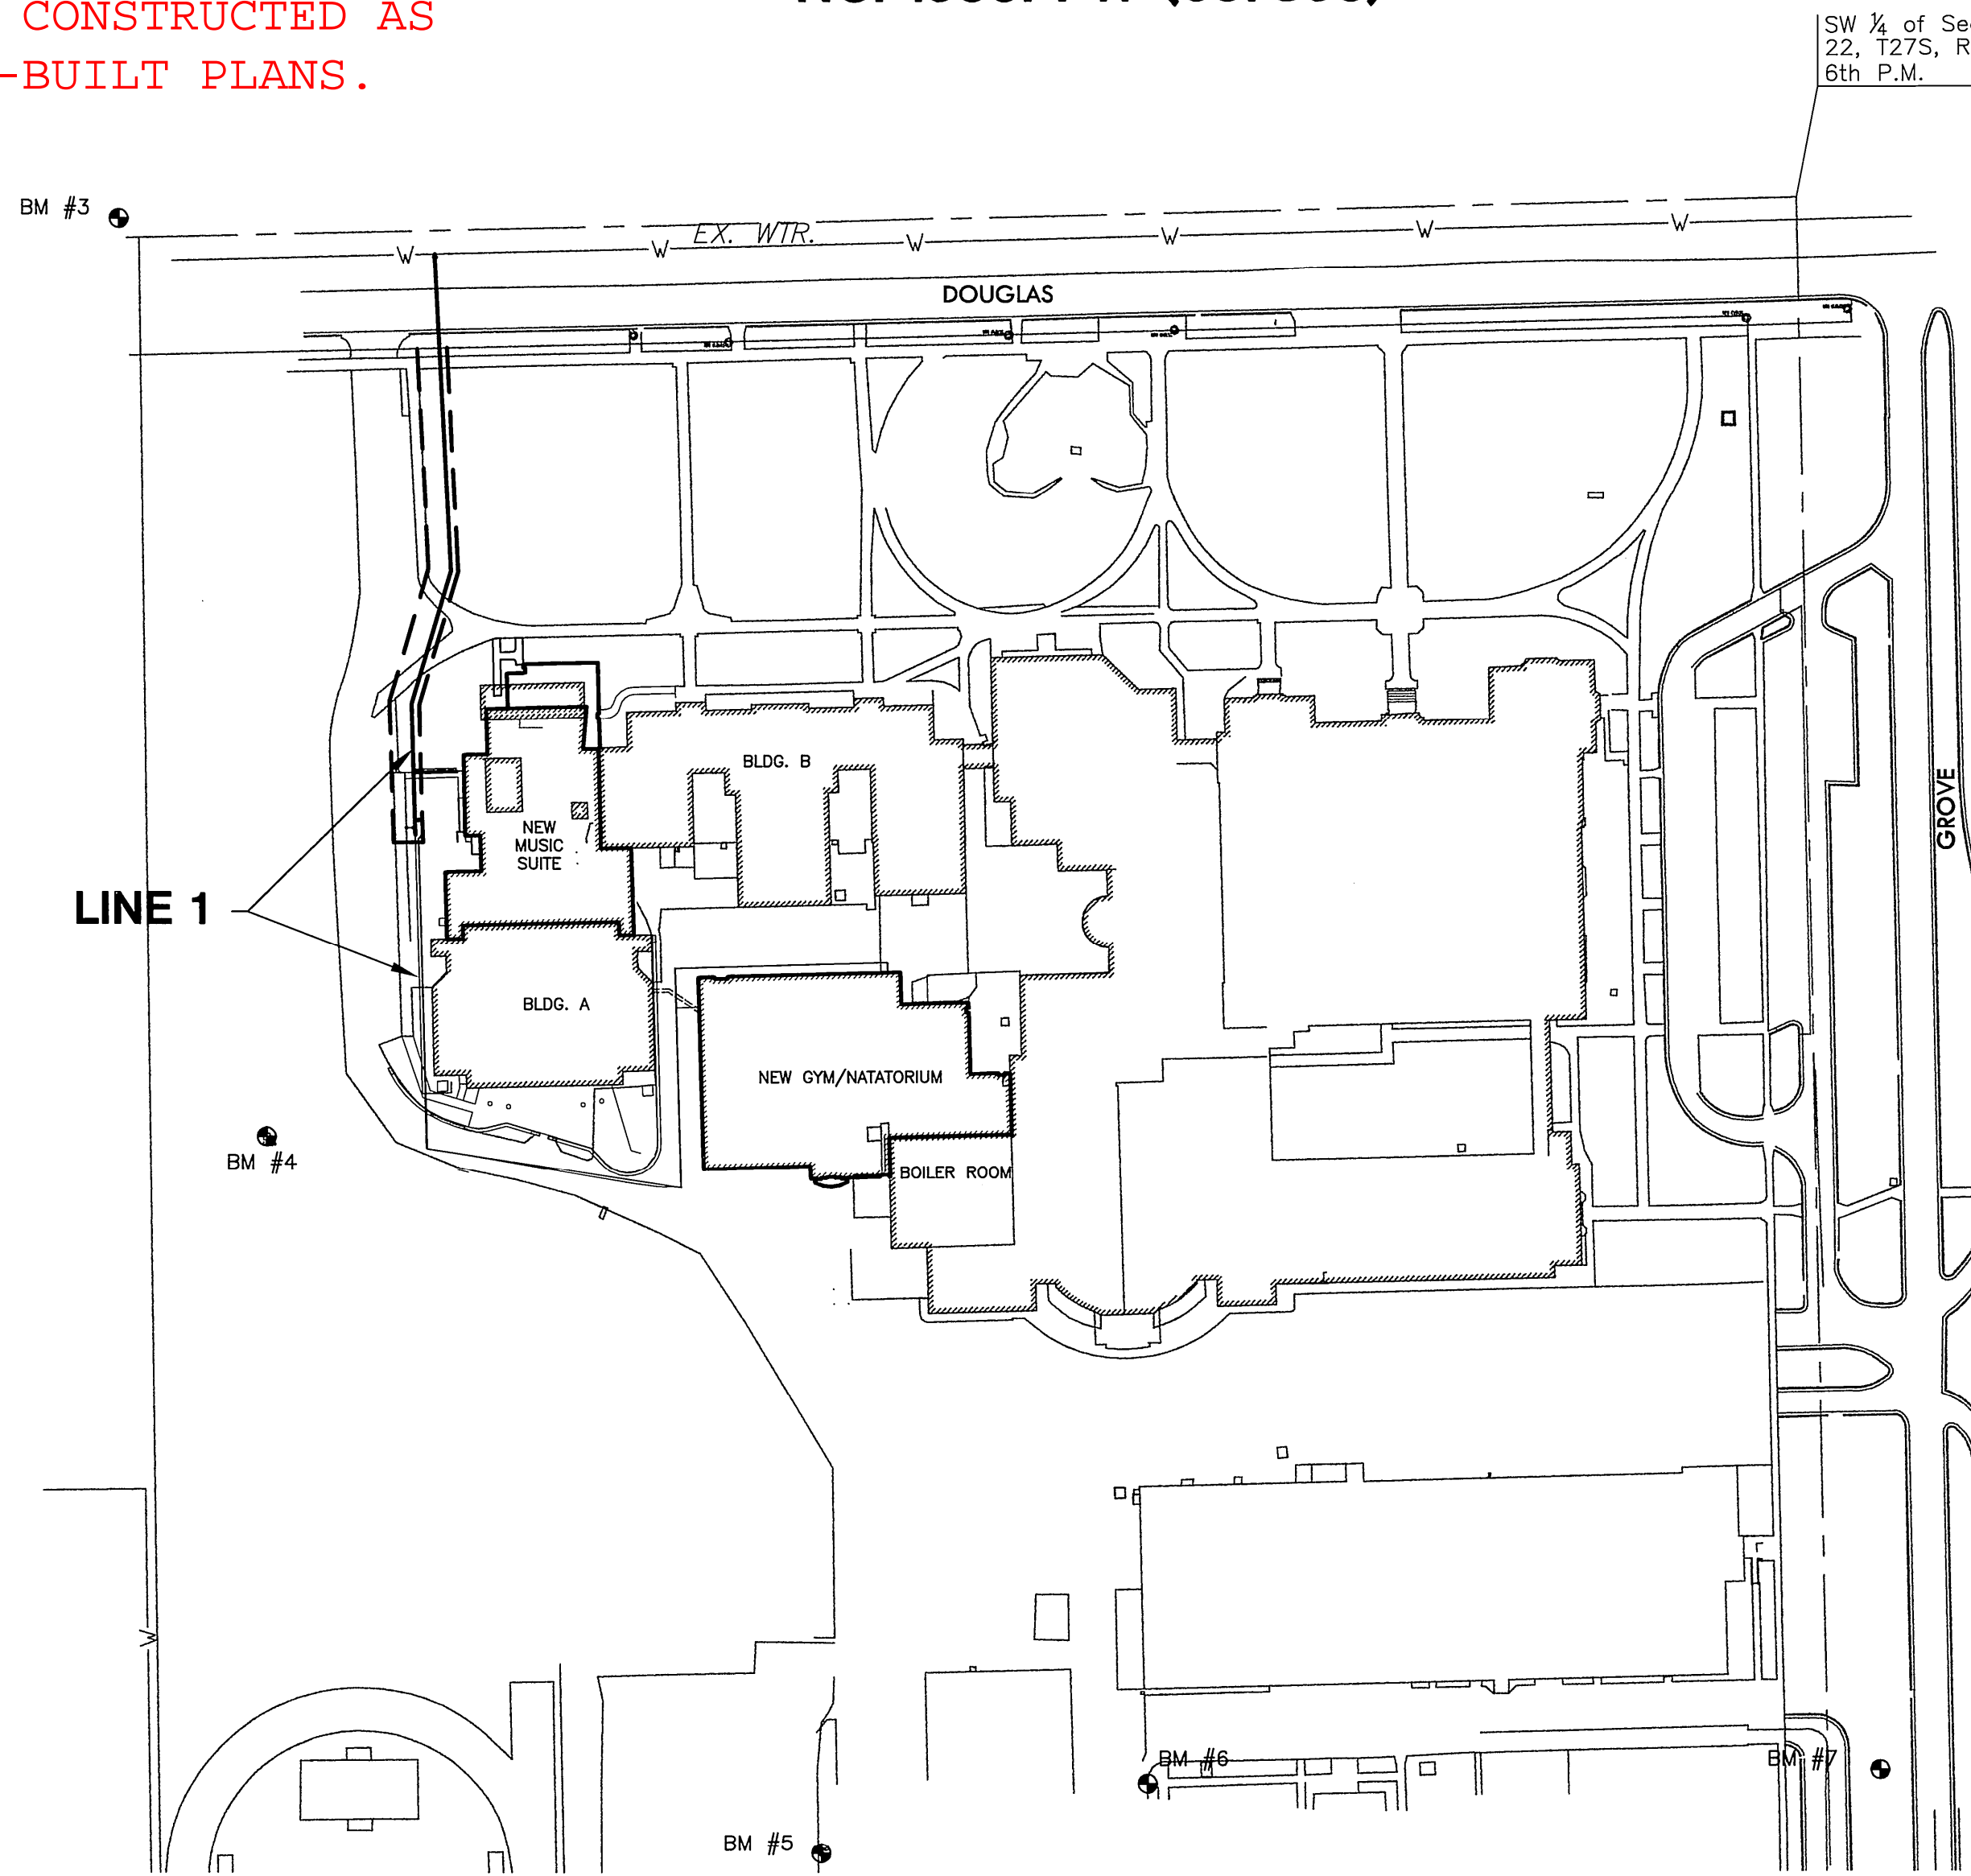 CONSTRUCTED AS
-BUILT PLANS.
SW ¼ of Se
22, T27S, R
6th P.M.
BM #3
W
W
EX. WTR.
W
W
W
W
DOUGLAS
BLDG. B
NEW
MUSIC
SUITE
GROVE
LINE 1
BLDG. A
NEW GYM/NATATORIUM
BM #4
BOILER ROOM
W
BM #6
BM #7
BM #5